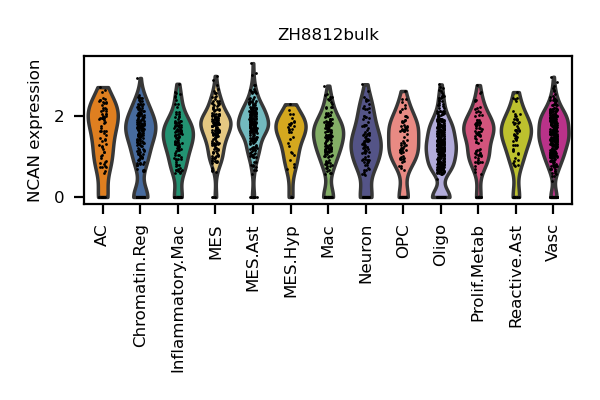 ZH8812bulk
NCAN expression
2
0
AC
Chromatin.Reg
Inflammatory.Mac
MES
MES.Ast
MES.Hyp
Mac
Neuron
OPC
Oligo
Prolif.Metab
Reactive.Ast
Vasc